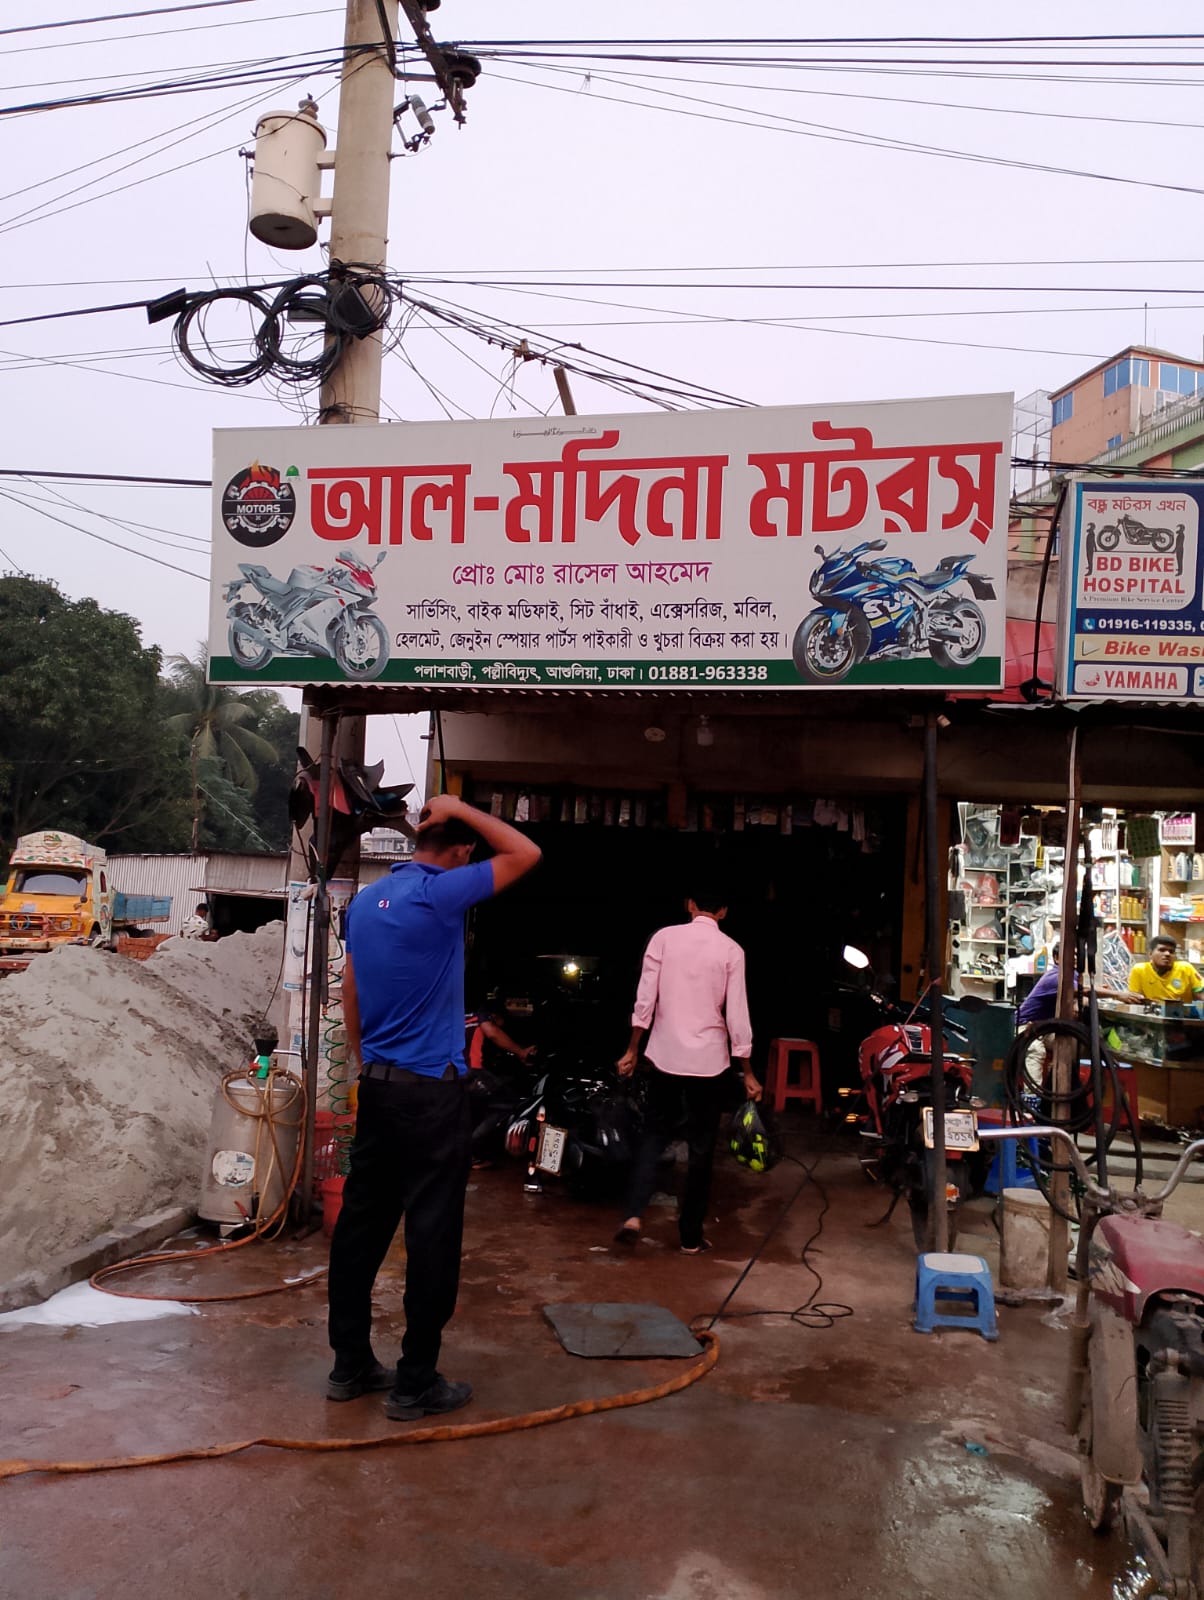 MOTORS
আল-মদিনা মটরস্
প্রোঃ মোঃ রাসেল আহমেদ
সার্ভিসিং, বাইক মডিফাই, সিট বাঁধাই, এক্সেসরিজ, মবিল,
হেলমেট, জেনুইন স্পেয়ার পার্টস পাইকারী ও খুচরা বিক্রয় করা হয়।
পলাশবাড়ী, পল্লীবিদ্যুৎ, আশুলিয়া, ঢাকা। 01881-963338
বন্ধু মটরস এখন
BD BIKE
HOSPITAL
A Premium Bike Service Center
01916-119335,
Bike Was
YAMAHA